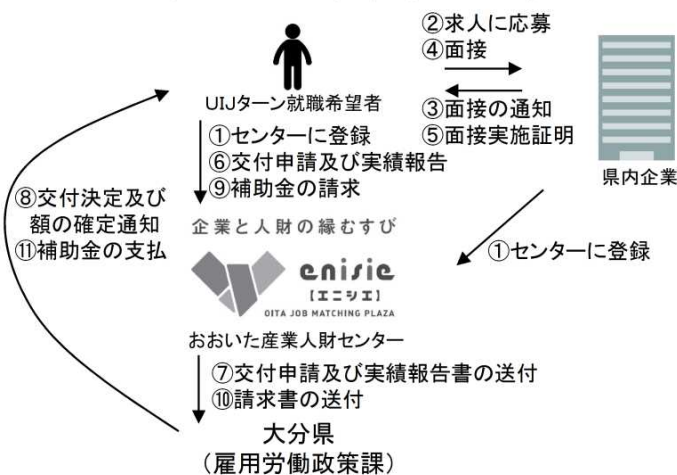 ②求人に応募
④面接
UIJターン就職希望者
③面接の通知
⑤面接実施証明
県内企業
①センターに登録
⑥交付申請及び実績報告
⑨補助金の請求
⑧交付決定及び
額の確定通知
⑪補助金の支払
企業と人財の縁むすび
enisie
【エニシエ】
OITA JOB MATCHING PLAZA
①センターに登録
おおいた産業人財センター
⑦交付申請及び実績報告書の送付
⑩請求書の送付
大分県
（雇用労働政策課）